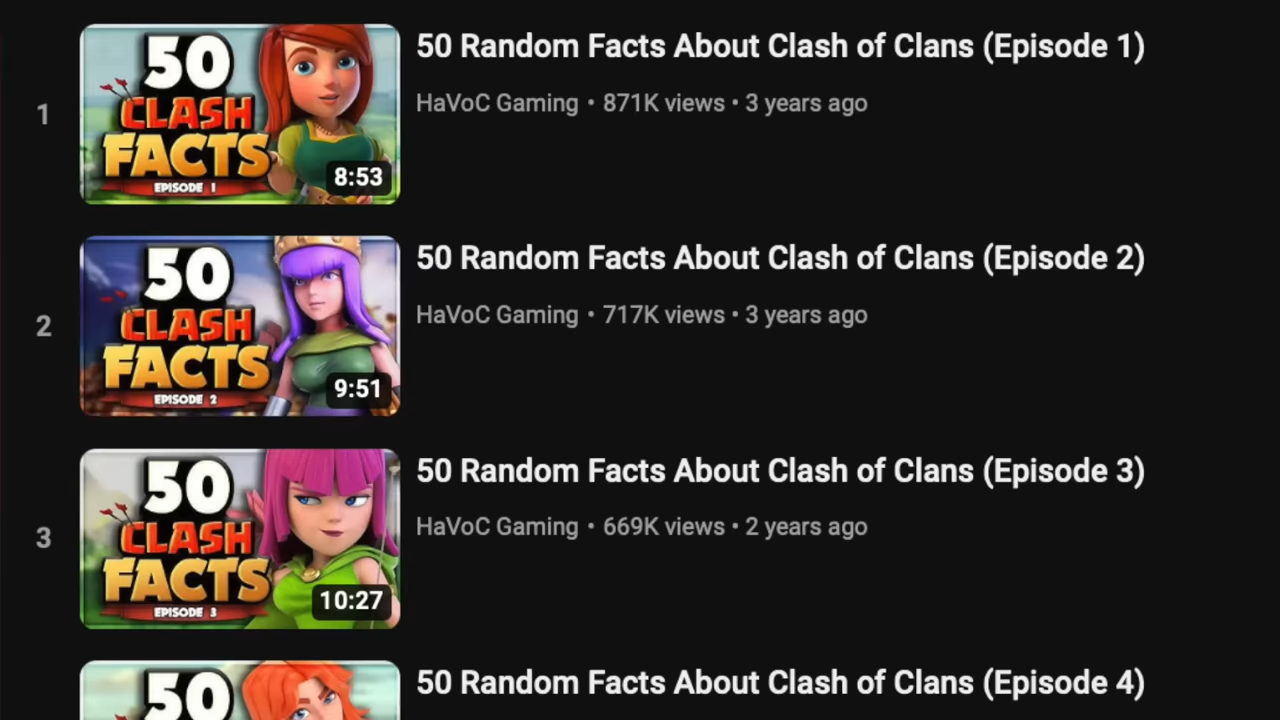 1
50
CLASH
FACTS
EPISODE 1
8:53
50 Random Facts About Clash of Clans (Episode 1)
HaVoC Gaming • 871K views • 3 years ago
2
50
CLASH
FACTS
EPISODE 2
9:51
50 Random Facts About Clash of Clans (Episode 2)
HaVoC Gaming • 717K views • 3 years ago
3
50
CLASH
FACTS
EPISODE 3
10:27
50 Random Facts About Clash of Clans (Episode 3)
HaVoC Gaming • 669K views • 2 years ago
50
50 Random Facts About Clash of Clans (Episode 4)